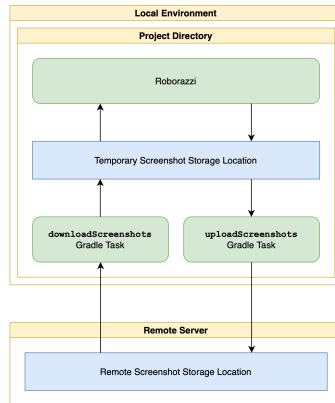 Local Environment
Project Directory
Roborazzi
Temporary Screenshot Storage Location
downloadScreenshots
Gradle Task
uploadScreenshots
Gradle Task
Remote Server
Remote Screenshot Storage Location